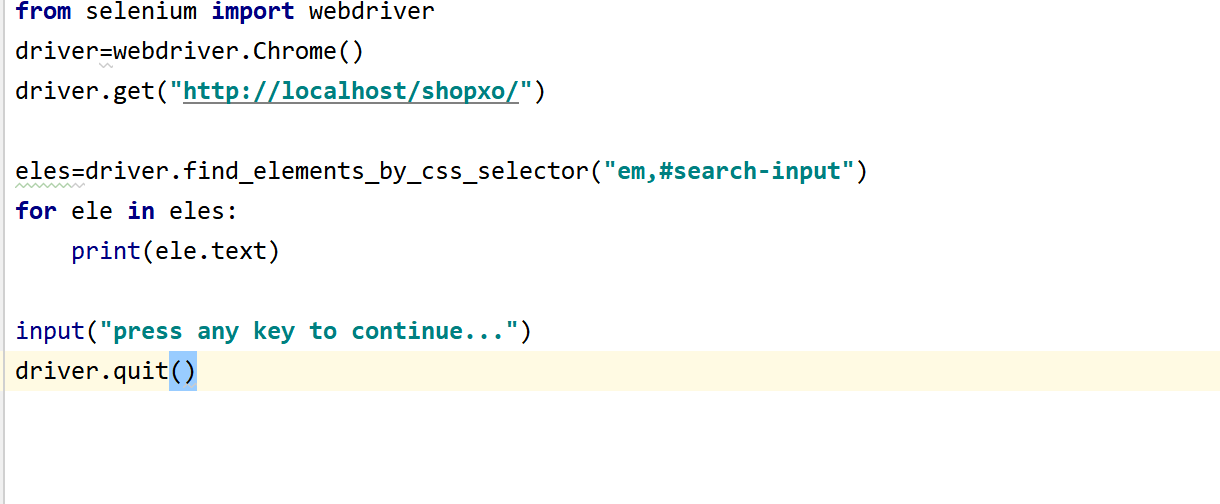 from selenium import webdriver
driver=webdriver.Chrome()
driver.get("http://localhost/shopxo/")
eles=driver.find_elements_by_css_selector("em,#search-input")
for ele in eles:
    print(ele.text)
input("press any key to continue...")
driver.quit()